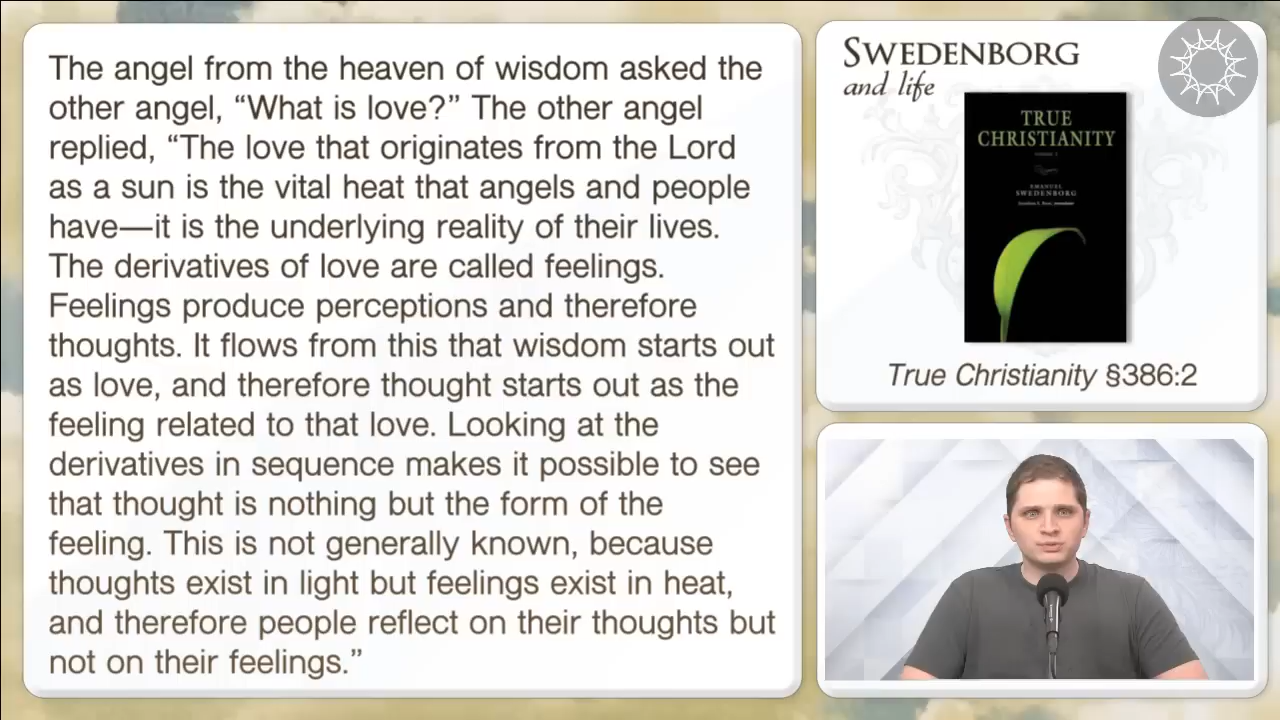 The angel from the heaven of wisdom asked the
other angel, “What is love?” The other angel
replied, “The love that originates from the Lord
as a sun is the vital heat that angels and people
have—it is the underlying reality of their lives.
The derivatives of love are called feelings.
Feelings produce perceptions and therefore
thoughts. It flows from this that wisdom starts out
as love, and therefore thought starts out as the
feeling related to that love. Looking at the
derivatives in sequence makes it possible to see
that thought is nothing but the form of the
feeling. This is not generally known, because
thoughts exist in light but feelings exist in heat,
and therefore people reflect on their thoughts but
not on their feelings.”
SWEDENBORG
and life
TRUE
CHRISTIANITY
EMANUEL
SWEDENBORG
True Christianity §386:2